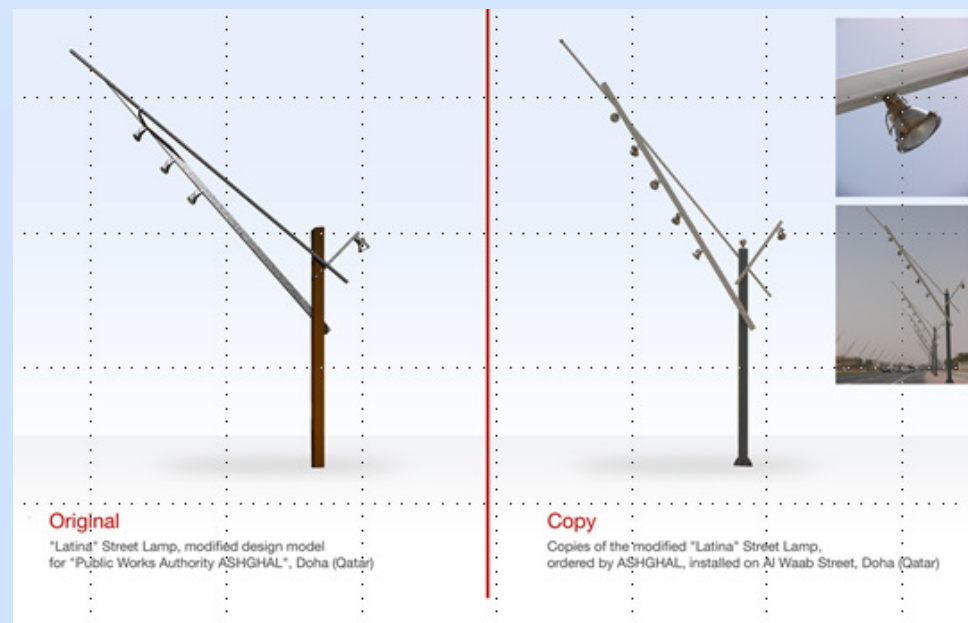 Original
"Latina" Street Lamp, modified design model
for "Public Works Authority ASHGHAL", Doha (Qatar)
Copy
Copies of the modified "Latina" Street Lamp,
ordered by ASHGHAL, installed on Al Waab Street, Doha (Qatar)